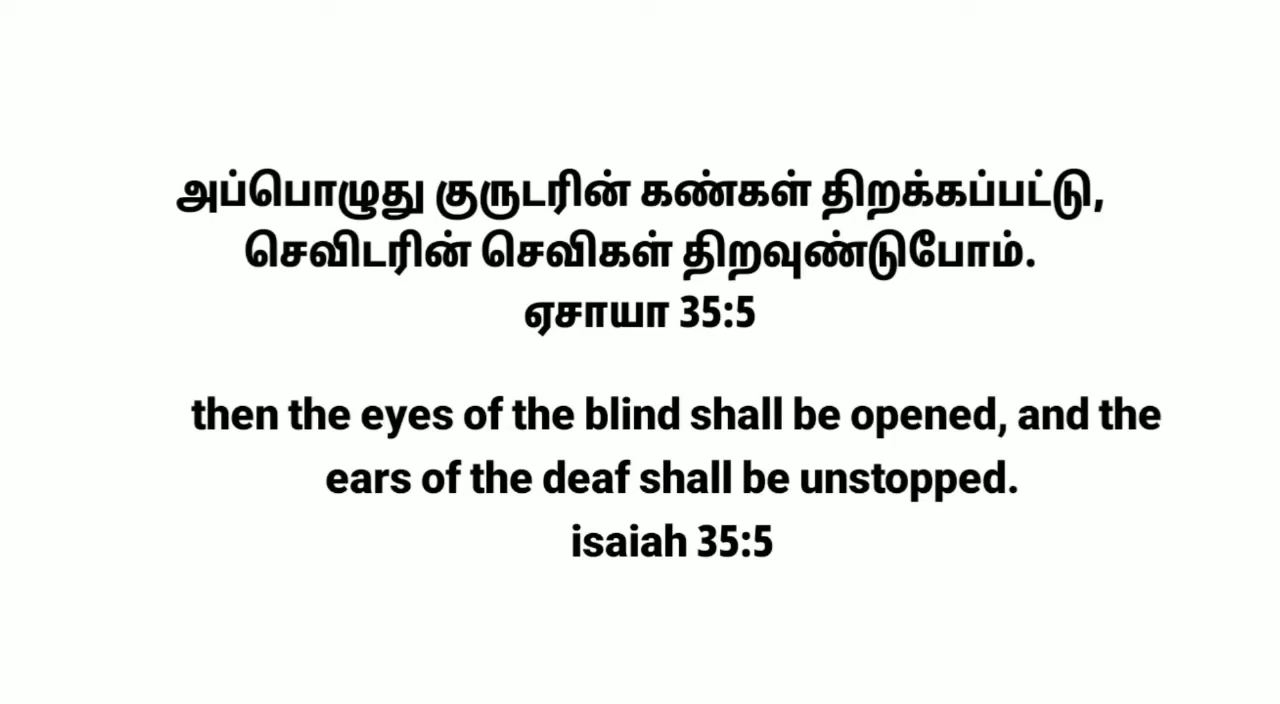 அப்பொழுது குருடரின் கண்கள் திறக்கப்பட்டு,
செவிடரின் செவிகள் திறவுண்டுபோம்.
ஏசாயா 35:5
then the eyes of the blind shall be opened, and the
ears of the deaf shall be unstopped.
isaiah 35:5